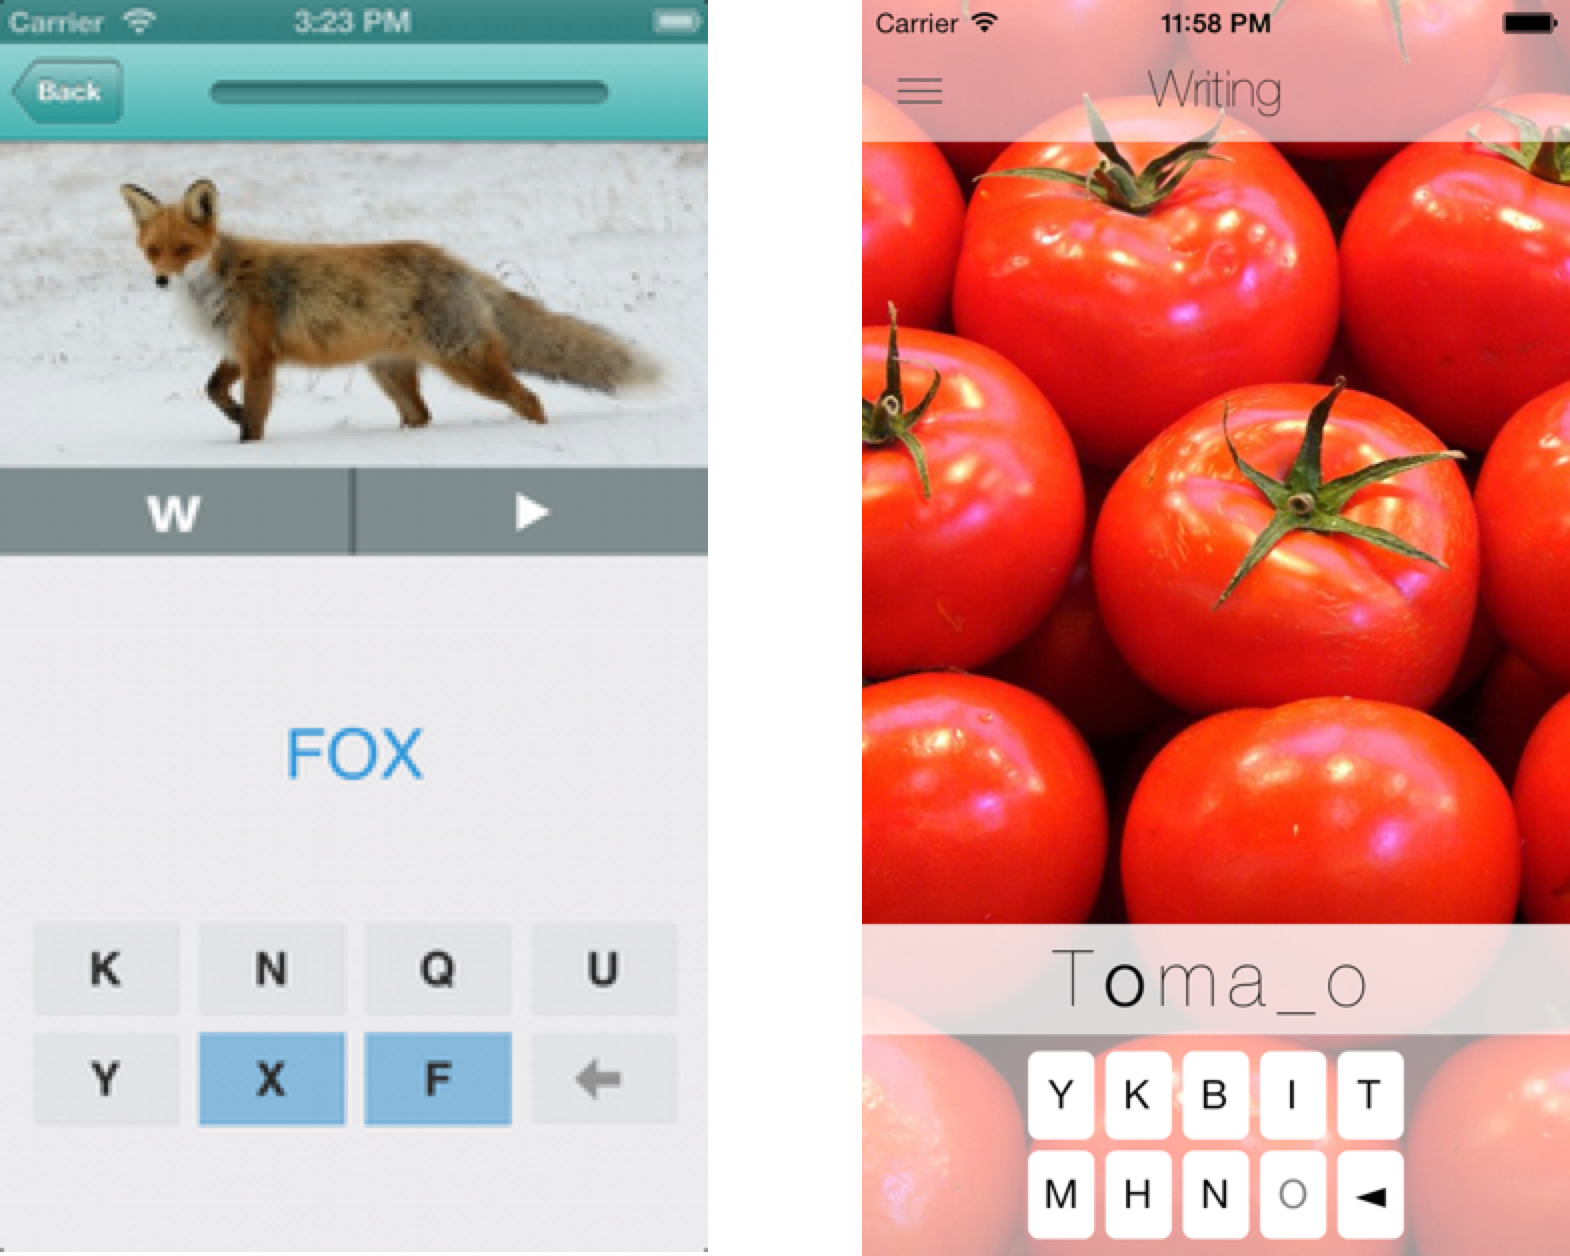 Carrier 3:23 PM
Back
W
FOX
K N Q U
Y X F
Carrier 11:58 PM
Writing
Toma_o
Y K B I T
M H N O